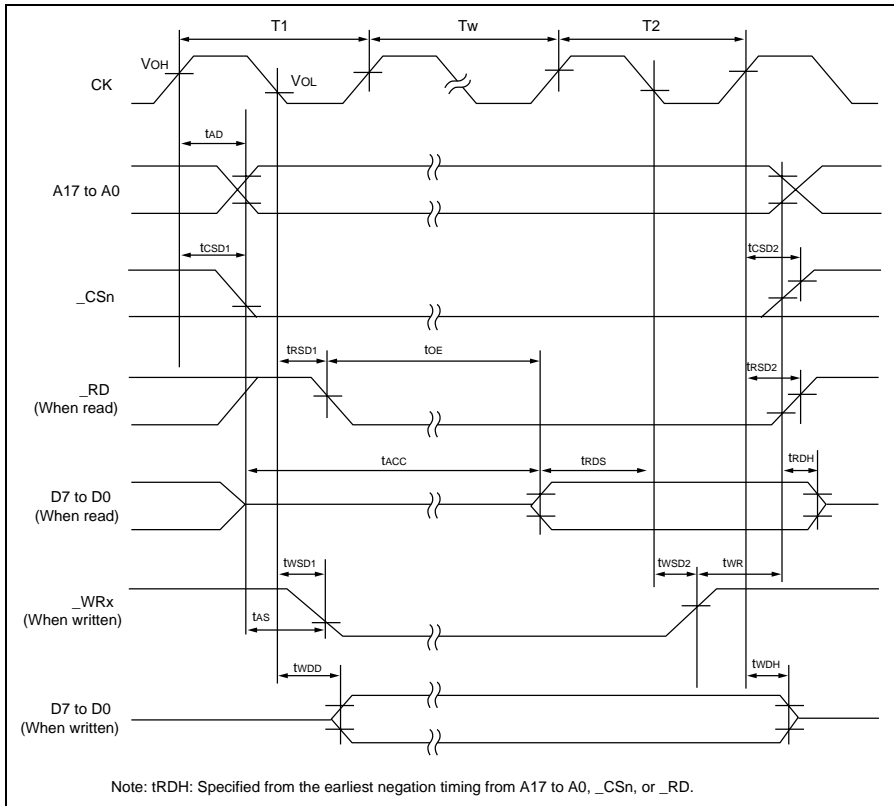 T1 Tw T2
VOH
VOL
CK
tAD
A17 to A0
tCSD1 tCSD2
_CSn
tRSD1 tOE tRSD2
_RD
(When read)
tACC tRDS tRDH
D7 to D0
(When read)
tWSD1 tWSD2 tWR
_WRx
(When written)
tAS
tWDD tWDH
D7 to D0
(When written)
Note: tRDH: Specified from the earliest negation timing from A17 to A0, _CSn, or _RD.